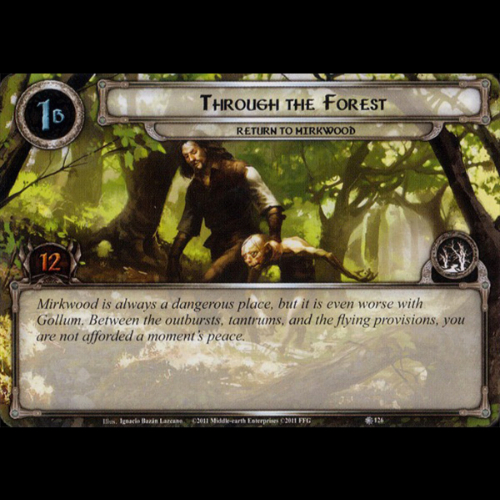 1B
THROUGH THE FOREST
RETURN TO MIRKWOOD
12
Mirkwood is always a dangerous place, but it is even worse with
Gollum. Between the outbursts, tantrums, and the flying provisions, you
are not afforded a moment's peace.
Illus. Ignacio Bazán Lazcano ©2011 Middle-earth Enterprises ©2011 FFG 126